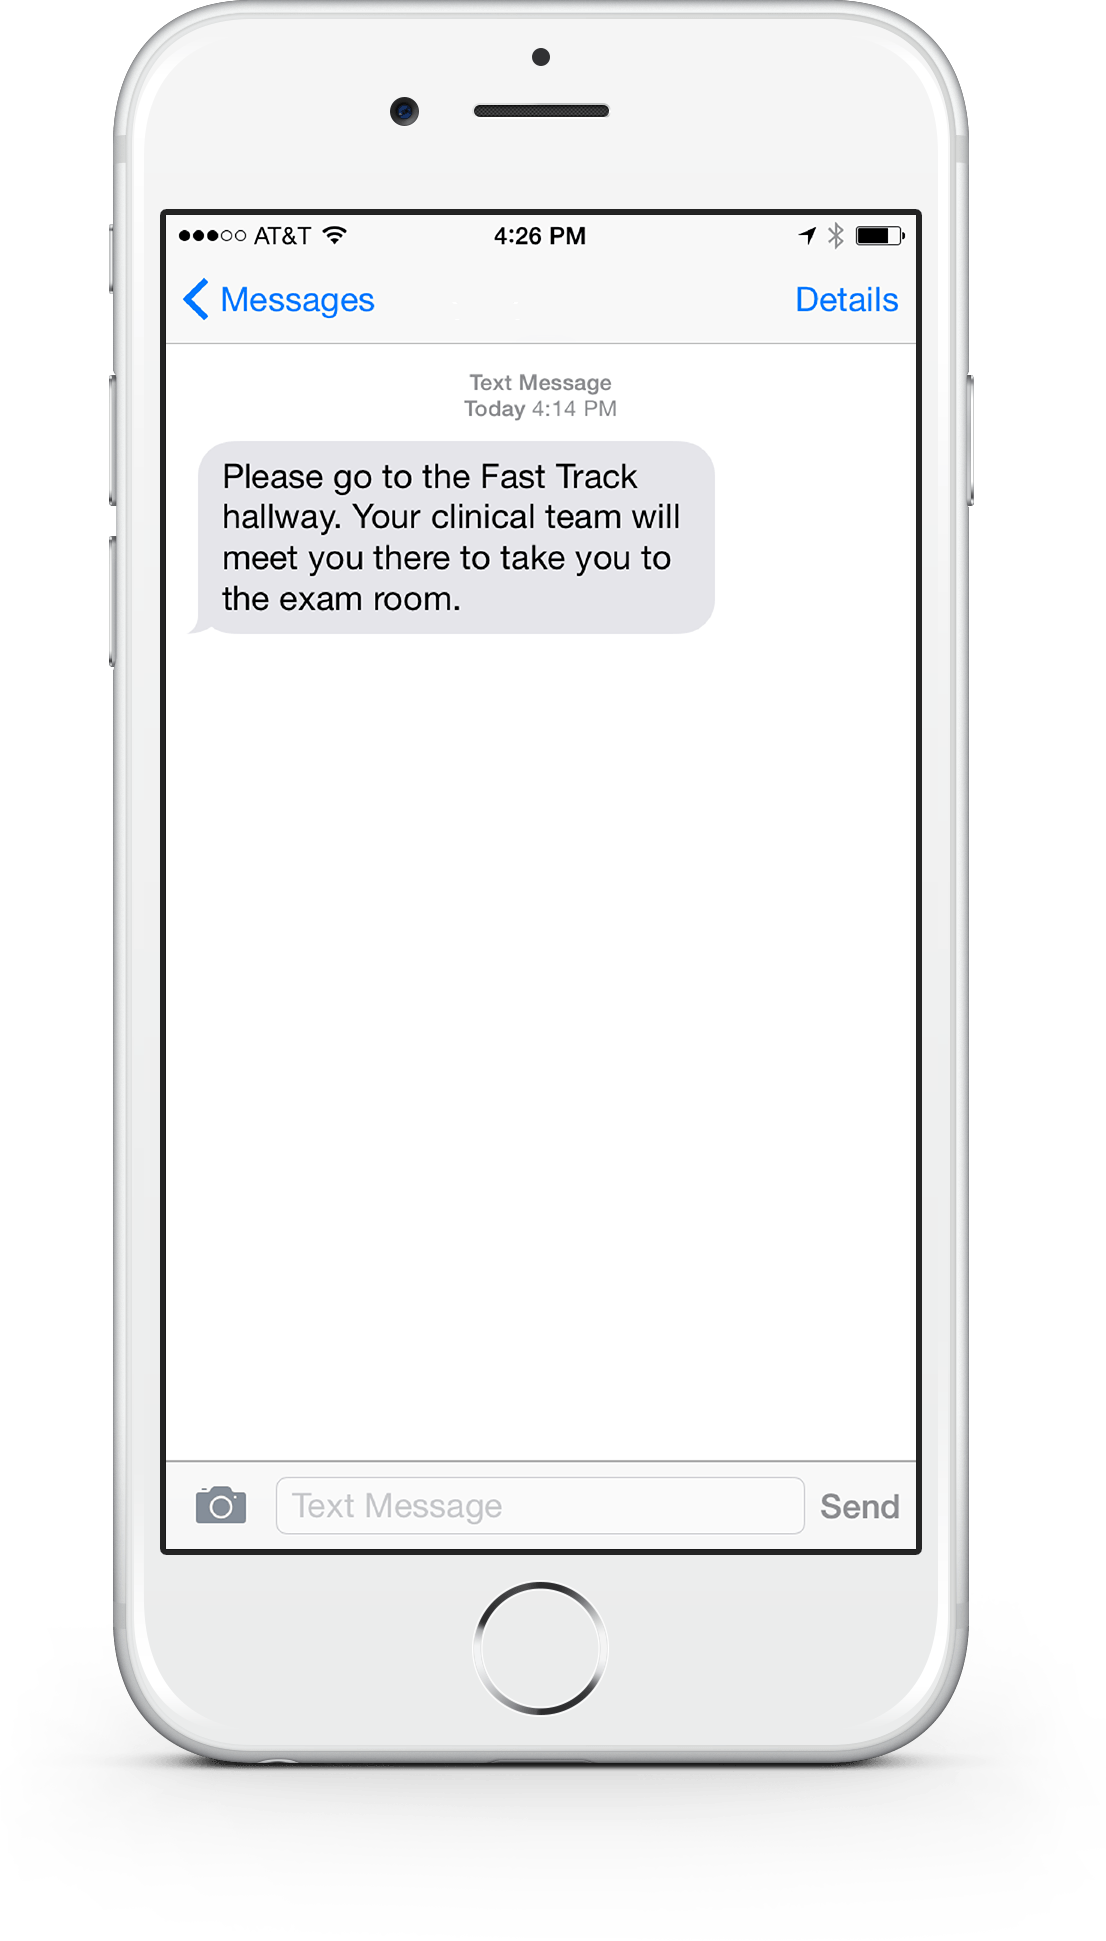 AT&T
4:26 PM
Messages
Details
Text Message
Today 4:14 PM
Please go to the Fast Track
hallway. Your clinical team will
meet you there to take you to
the exam room.
Text Message
Send